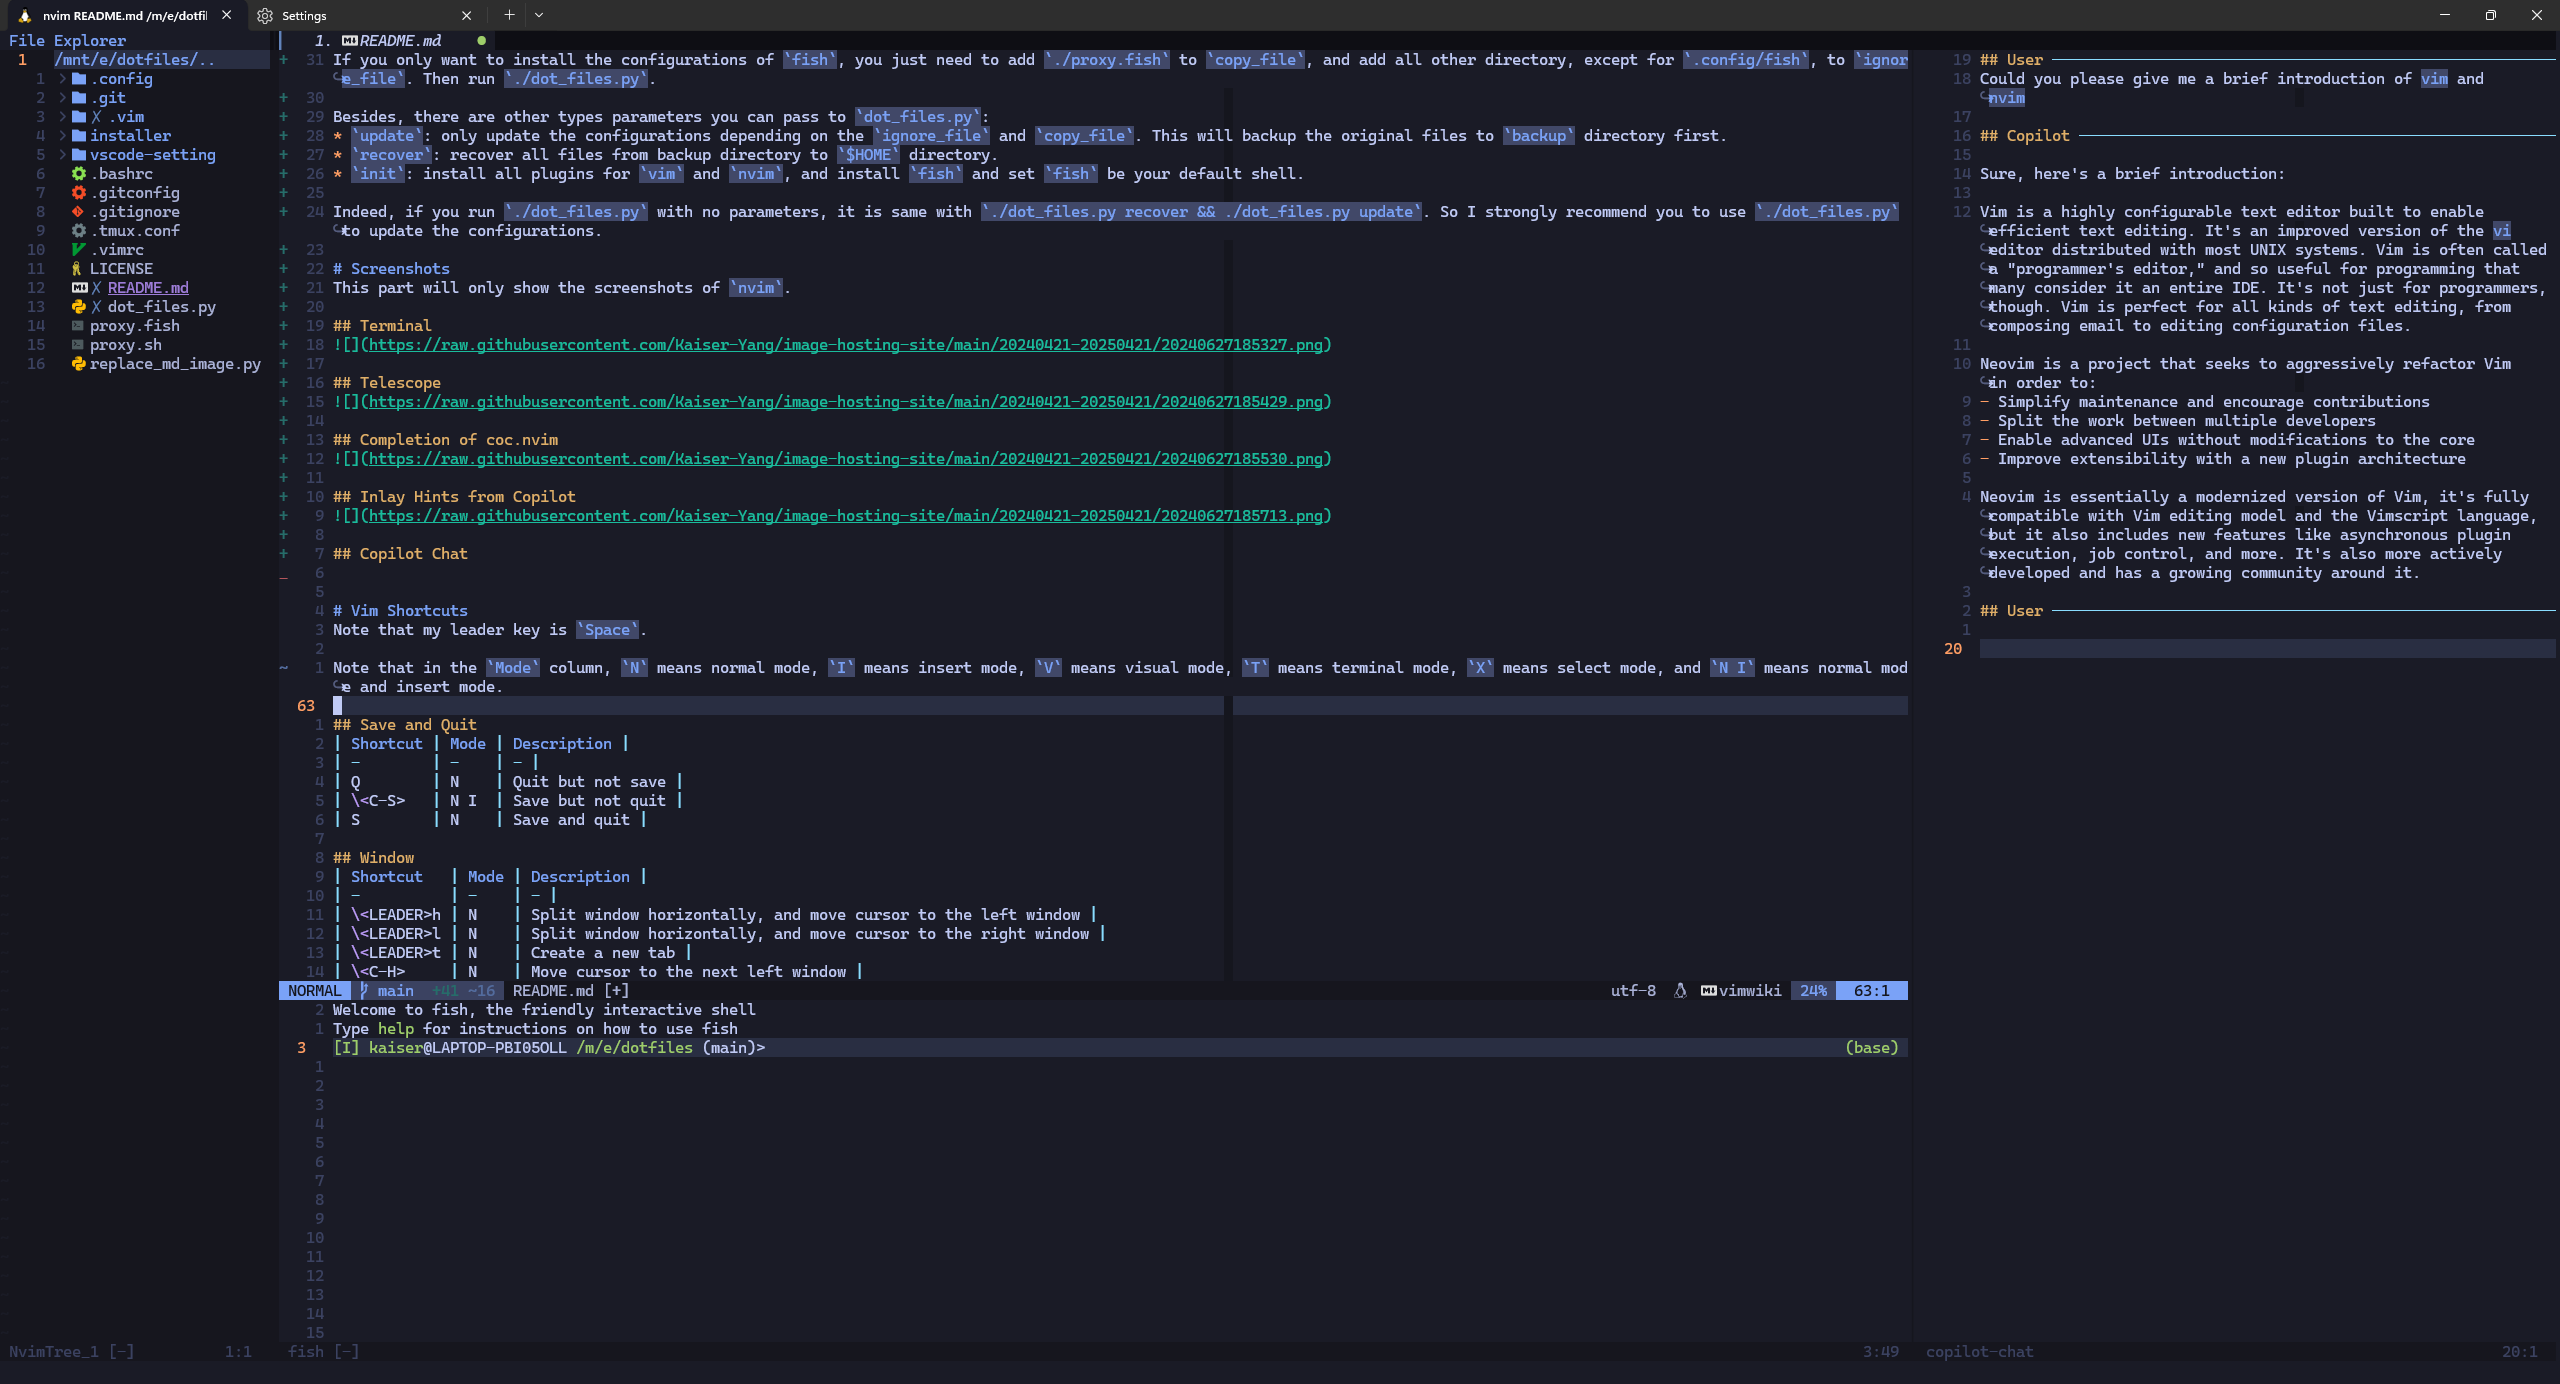 nvim README.md /m/e/dotfil
Settings
File Explorer
1 /mnt/e/dotfiles/..
1 .config
2 .git
3 ✗ .vim
4 installer
5 vscode-setting
6 .bashrc
7 .gitconfig
8 .gitignore
9 .tmux.conf
10 .vimrc
11 LICENSE
12 ✗ README.md
13 ✗ dot_files.py
14 proxy.fish
15 proxy.sh
16 replace_md_image.py
NvimTree_1 [-] 1:1
1. README.md
+ 31 If you only want to install the configurations of `fish`, you just need to add `./proxy.fish` to `copy_file`, and add all other directory, except for `.config/fish`, to `ignor
e_file`. Then run `./dot_files.py`.
+ 30
+ 29 Besides, there are other types parameters you can pass to `dot_files.py`:
+ 28 * `update`: only update the configurations depending on the `ignore_file` and `copy_file`. This will backup the original files to `backup` directory first.
+ 27 * `recover`: recover all files from backup directory to `$HOME` directory.
+ 26 * `init`: install all plugins for `vim` and `nvim`, and install `fish` and set `fish` be your default shell.
+ 25
+ 24 Indeed, if you run `./dot_files.py` with no parameters, it is same with `./dot_files.py recover && ./dot_files.py update`. So I strongly recommend you to use `./dot_files.py`
to update the configurations.
+ 23
+ 22 # Screenshots
+ 21 This part will only show the screenshots of `nvim`.
+ 20
+ 19 ## Terminal
+ 18 ![](https://raw.githubusercontent.com/Kaiser-Yang/image-hosting-site/main/20240421-20250421/20240627185327.png)
+ 17
+ 16 ## Telescope
+ 15 ![](https://raw.githubusercontent.com/Kaiser-Yang/image-hosting-site/main/20240421-20250421/20240627185429.png)
+ 14
+ 13 ## Completion of coc.nvim
+ 12 ![](https://raw.githubusercontent.com/Kaiser-Yang/image-hosting-site/main/20240421-20250421/20240627185530.png)
+ 11
+ 10 ## Inlay Hints from Copilot
+ 9 ![](https://raw.githubusercontent.com/Kaiser-Yang/image-hosting-site/main/20240421-20250421/20240627185713.png)
+ 8
+ 7 ## Copilot Chat
_ 6
5
4 # Vim Shortcuts
3 Note that my leader key is `Space`.
2
~ 1 Note that in the `Mode` column, `N` means normal mode, `I` means insert mode, `V` means visual mode, `T` means terminal mode, `X` means select mode, and `N I` means normal mod
e and insert mode.
63
1 ## Save and Quit
2 | Shortcut | Mode | Description |
3 | - | - | - |
4 | Q | N | Quit but not save |
5 | \<C-S> | N I | Save but not quit |
6 | S | N | Save and quit |
7
8 ## Window
9 | Shortcut | Mode | Description |
10 | - | - | - |
11 | \<LEADER>h | N | Split window horizontally, and move cursor to the left window |
12 | \<LEADER>l | N | Split window horizontally, and move cursor to the right window |
13 | \<LEADER>t | N | Create a new tab |
14 | \<C-H> | N | Move cursor to the next left window |
NORMAL main +41 ~16 README.md [+] utf-8 vimwiki 24% 63:1
2 Welcome to fish, the friendly interactive shell
1 Type help for instructions on how to use fish
3 [I] kaiser@LAPTOP-PBI05OLL /m/e/dotfiles (main)> (base)
1
2
3
4
5
6
7
8
9
10
11
12
13
14
15
fish [-] 3:49
19 ## User
18 Could you please give me a brief introduction of vim and
nvim
17
16 ## Copilot
15
14 Sure, here's a brief introduction:
13
12 Vim is a highly configurable text editor built to enable
efficient text editing. It's an improved version of the vi
editor distributed with most UNIX systems. Vim is often called
a "programmer's editor," and so useful for programming that
many consider it an entire IDE. It's not just for programmers,
though. Vim is perfect for all kinds of text editing, from
composing email to editing configuration files.
11
10 Neovim is a project that seeks to aggressively refactor Vim
in order to:
9 - Simplify maintenance and encourage contributions
8 - Split the work between multiple developers
7 - Enable advanced UIs without modifications to the core
6 - Improve extensibility with a new plugin architecture
5
4 Neovim is essentially a modernized version of Vim, it's fully
compatible with Vim editing model and the Vimscript language,
but it also includes new features like asynchronous plugin
execution, job control, and more. It's also more actively
developed and has a growing community around it.
3
2 ## User
1
20
copilot-chat 20:1